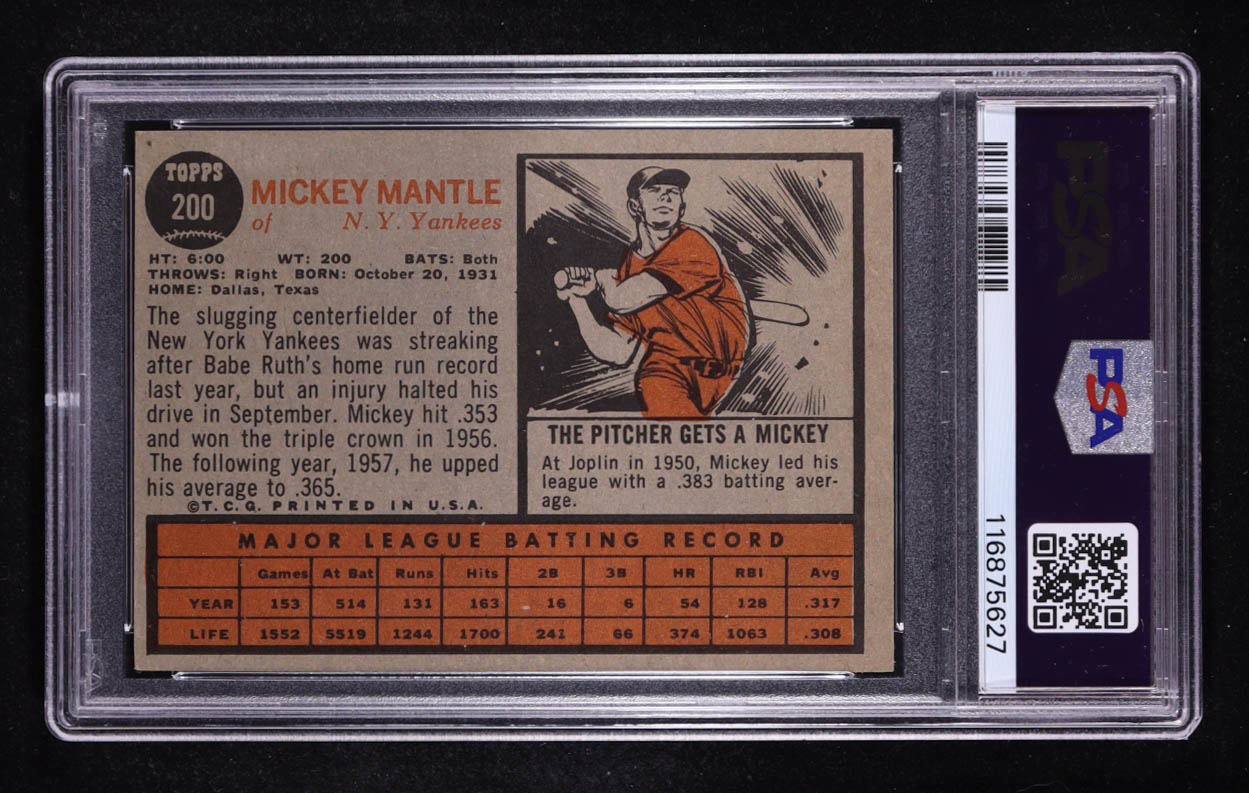 TOPPS
200
MICKEY MANTLE
of N. Y. Yankees
HT: 6:00 WT: 200 BATS: Both
THROWS: Right BORN: October 20, 1931
HOME: Dallas, Texas
The slugging centerfielder of the
New York Yankees was streaking
after Babe Ruth's home run record
last year, but an injury halted his
drive in September. Mickey hit .353
and won the triple crown in 1956.
The following year, 1957, he upped
his average to .365.
©T. C. G. PRINTED IN U.S.A.
THE PITCHER GETS A MICKEY
At Joplin in 1950, Mickey led his
league with a .383 batting aver-
age.
MAJOR LEAGUE BATTING RECORD
Games At Bat Runs Hits 2B 3B HR RBI Avg
YEAR 153 514 131 163 16 6 54 128 .317
LIFE 1552 5519 1244 1700 241 66 374 1063 .308
PSA
PSA
116875627